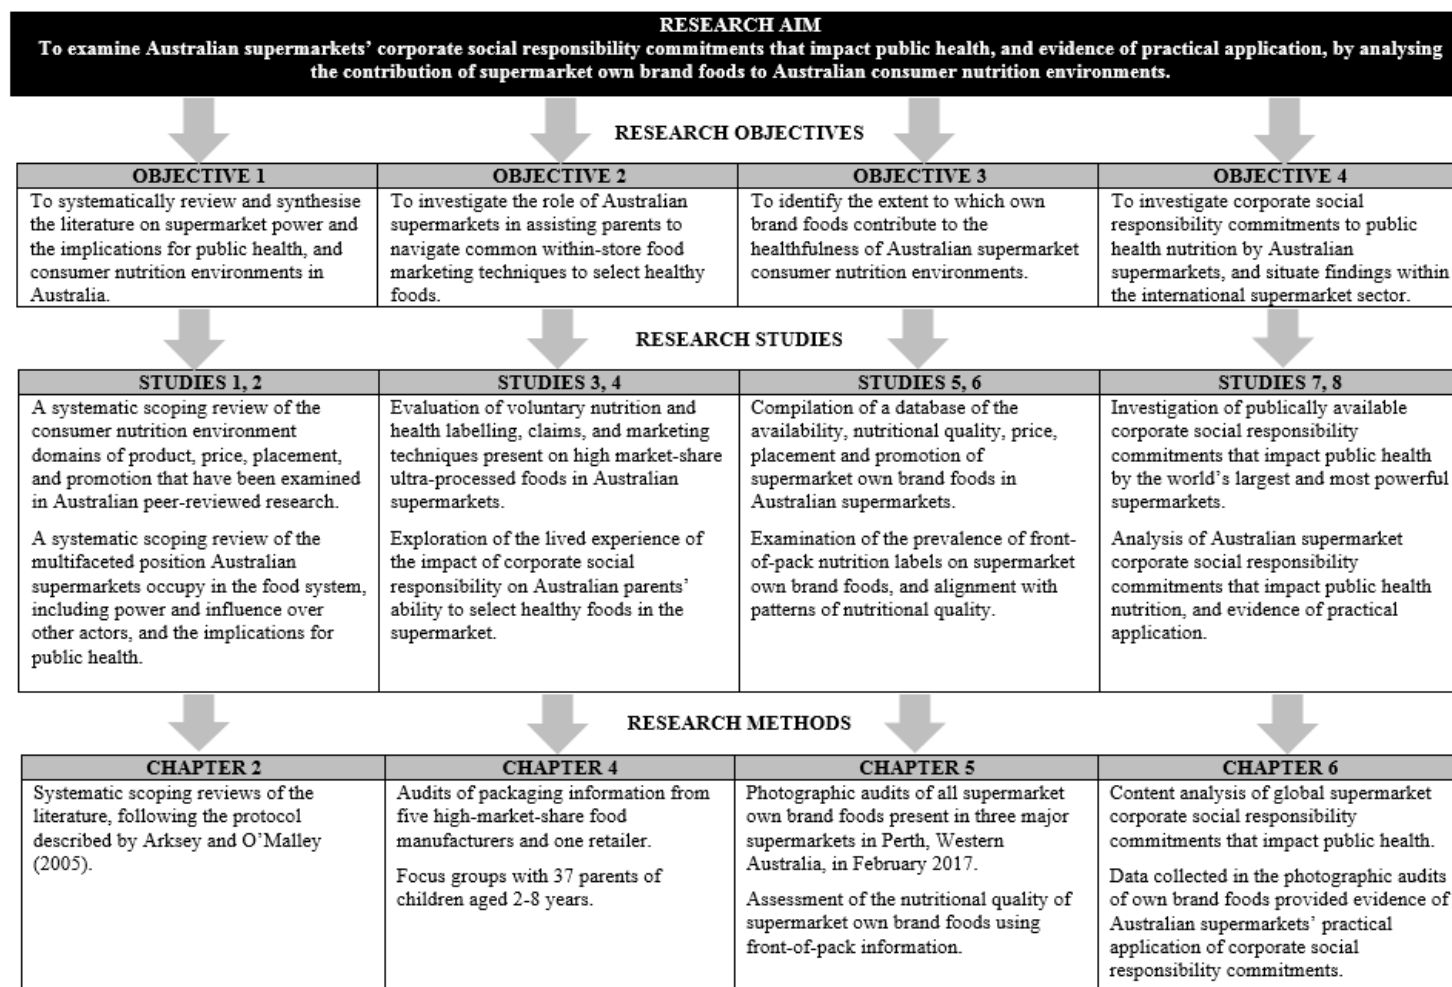 RESEARCH AIM
To examine Australian supermarkets' corporate social responsibility commitments that impact public health, and evidence of practical application, by analysing
the contribution of supermarket own brand foods to Australian consumer nutrition environments.
RESEARCH OBJECTIVES
OBJECTIVE 1
To systematically review and synthesise
the literature on supermarket power and
the implications for public health, and
consumer nutrition environments in
Australia.
OBJECTIVE 2
To investigate the role of Australian
supermarkets in assisting parents to
navigate common within-store food
marketing techniques to select healthy
foods.
OBJECTIVE 3
To identify the extent to which own
brand foods contribute to the
healthfulness of Australian supermarket
consumer nutrition environments.
OBJECTIVE 4
To investigate corporate social
responsibility commitments to public
health nutrition by Australian
supermarkets, and situate findings within
the international supermarket sector.
RESEARCH STUDIES
STUDIES 1, 2
A systematic scoping review of the
consumer nutrition environment
domains of product, price, placement,
and promotion that have been examined
in Australian peer-reviewed research.
A systematic scoping review of the
multifaceted position Australian
supermarkets occupy in the food system,
including power and influence over
other actors, and the implications for
public health.
STUDIES 3, 4
Evaluation of voluntary nutrition and
health labelling, claims, and marketing
techniques present on high market-share
ultra-processed foods in Australian
supermarkets.
Exploration of the lived experience of
the impact of corporate social
responsibility on Australian parents'
ability to select healthy foods in the
supermarket.
STUDIES 5, 6
Compilation of a database of the
availability, nutritional quality, price,
placement and promotion of
supermarket own brand foods in
Australian supermarkets.
Examination of the prevalence of front-
of-pack nutrition labels on supermarket
own brand foods, and alignment with
patterns of nutritional quality.
STUDIES 7, 8
Investigation of publically available
corporate social responsibility
commitments that impact public health
by the world's largest and most powerful
supermarkets.
Analysis of Australian supermarket
corporate social responsibility
commitments that impact public health
nutrition, and evidence of practical
application.
RESEARCH METHODS
CHAPTER 2
Systematic scoping reviews of the
literature, following the protocol
described by Arksey and O'Malley
(2005).
CHAPTER 4
Audits of packaging information from
five high-market-share food
manufacturers and one retailer.
Focus groups with 37 parents of
children aged 2-8 years.
CHAPTER 5
Photographic audits of all supermarket
own brand foods present in three major
supermarkets in Perth, Western
Australia, in February 2017.
Assessment of the nutritional quality of
supermarket own brand foods using
front-of-pack information.
CHAPTER 6
Content analysis of global supermarket
corporate social responsibility
commitments that impact public health.
Data collected in the photographic audits
of own brand foods provided evidence of
Australian supermarkets' practical
application of corporate social
responsibility commitments.